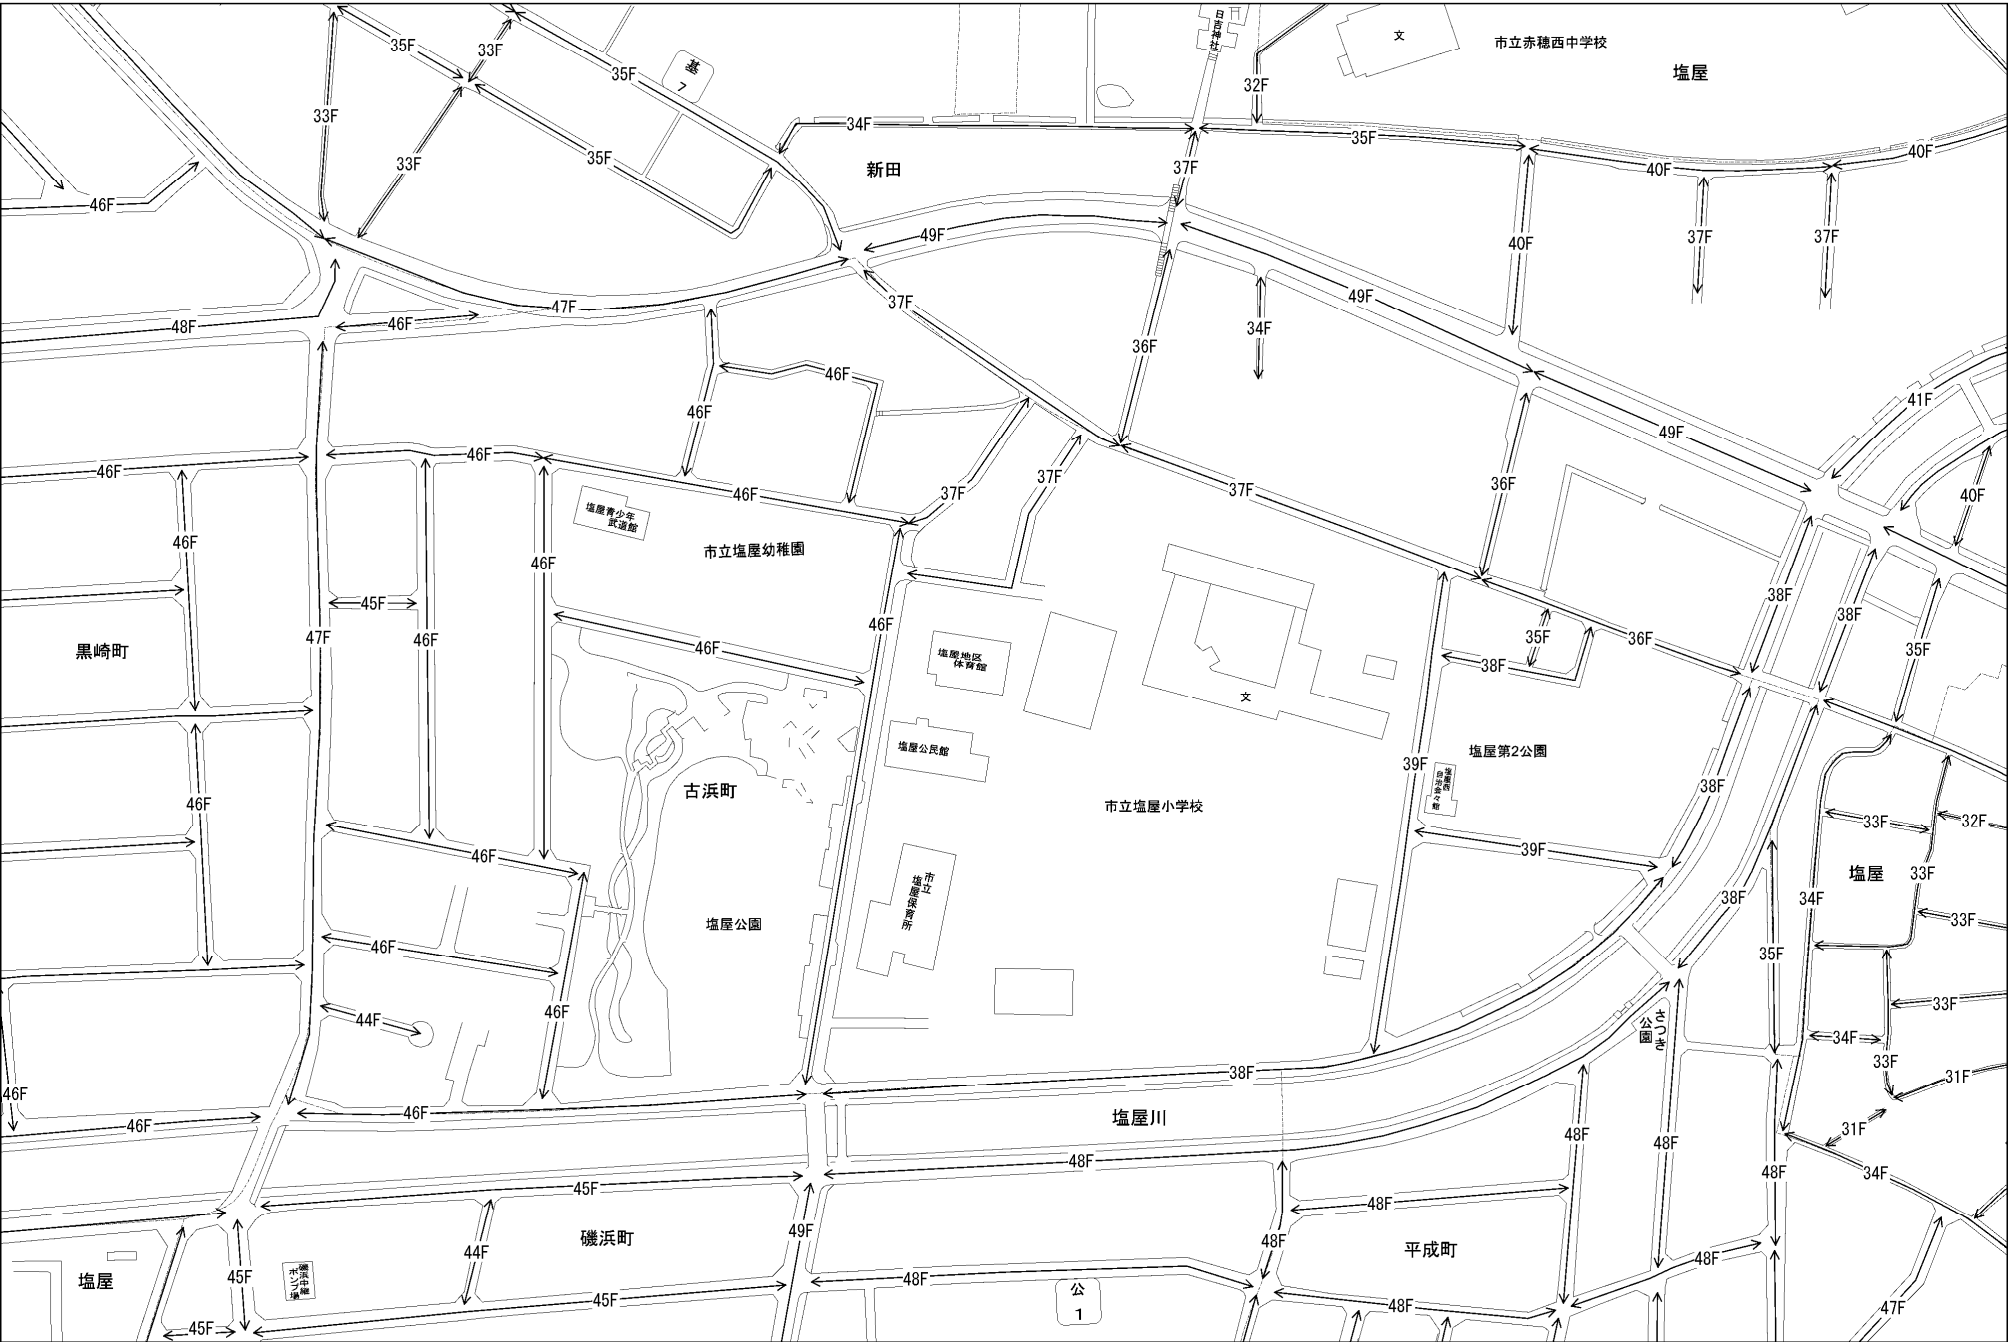 日吉神社
文
市立赤穂西中学校
塩屋
35F
33F
35F
基
7
32F
33F
34F
35F
40F
33F
35F
新田
37F
40F
46F
49F
40F
37F
37F
48F
46F
47F
37F
49F
34F
36F
46F
46F
41F
49F
46F
46F
46F
37F
37F
37F
36F
40F
塩屋青少年
武道館
46F
市立塩屋幼稚園
46F
45F
38F
38F
47F
46F
46F
46F
35F
36F
35F
黒崎町
塩屋地区
体育館
38F
文
塩屋公民館
塩屋第2公園
39F
塩屋西
自治会々館
38F
古浜町
46F
市立塩屋小学校
33F
32F
46F
39F
塩屋
33F
市立
塩屋保育所
34F
38F
33F
塩屋公園
46F
35F
44F
46F
さつき
公園
33F
34F
33F
38F
31F
46F
46F
46F
塩屋川
31F
48F
48F
48F
48F
34F
45F
48F
49F
44F
磯浜町
48F
平成町
48F
塩屋
45F
磯浜中継
ポンプ場
48F
公
1
45F
48F
47F
45F